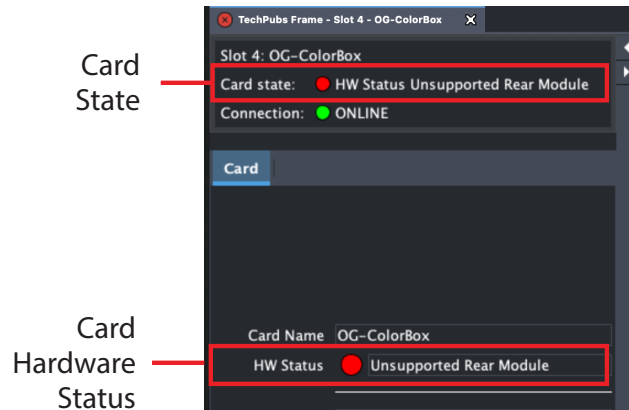 TechPubs Frame - Slot 4 - OG-ColorBox X
Slot 4: OG-ColorBox
Card State
Card state: HW Status Unsupported Rear Module
Connection: ONLINE
Card
Card Name OG-ColorBox
Card Hardware Status
HW Status Unsupported Rear Module